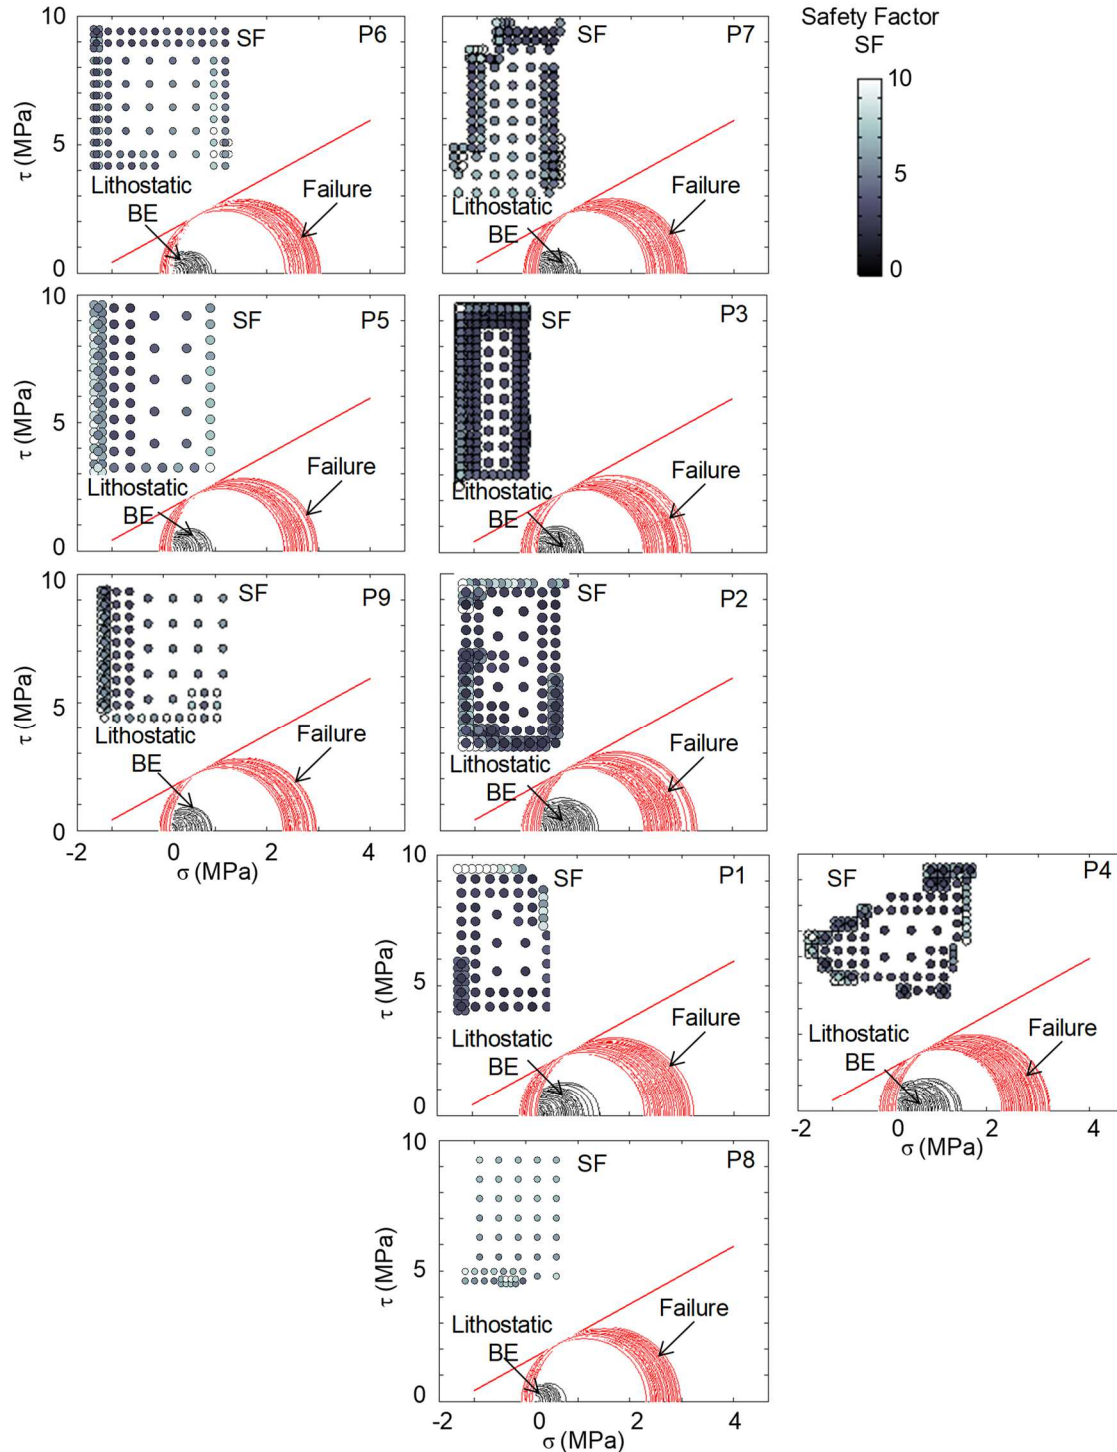 Safety Factor
SF
10
5
0
10
5
0
τ (MPa)
SF
P6
Lithostatic
BE
Failure
SF
P7
Lithostatic
BE
Failure
10
5
0
τ (MPa)
SF
P5
Lithostatic
BE
Failure
SF
P3
Lithostatic
BE
Failure
10
5
0
τ (MPa)
SF
P9
Lithostatic
BE
Failure
-2 0 2 4
σ (MPa)
SF
P2
Lithostatic
BE
Failure
10
5
0
τ (MPa)
SF
P1
Lithostatic
BE
Failure
SF
P4
Lithostatic
BE
Failure
-2 0 2 4
σ (MPa)
10
5
0
τ (MPa)
SF
P8
Lithostatic
BE
Failure
-2 0 2 4
σ (MPa)